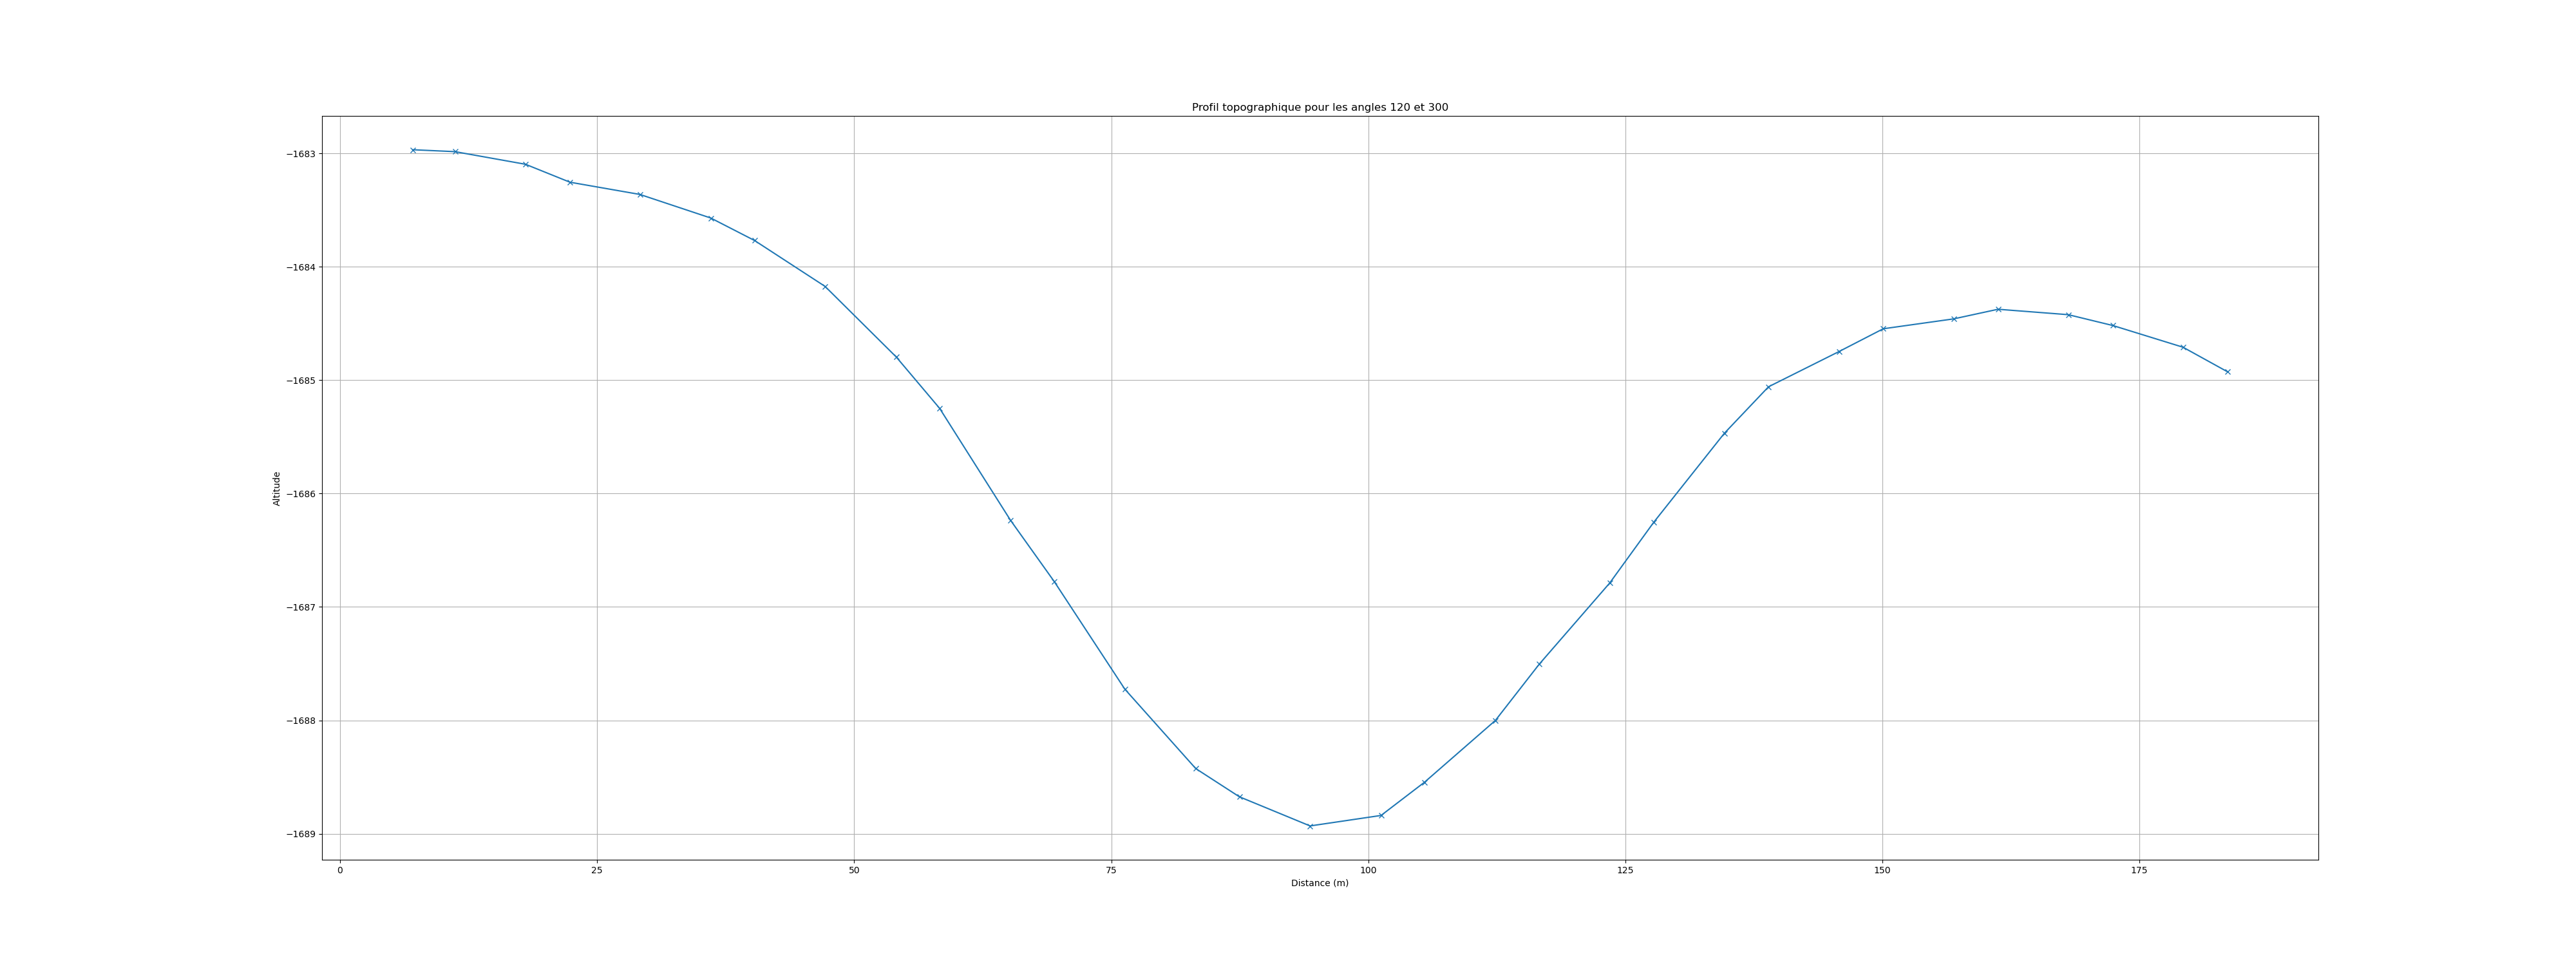 Profil topographique pour les angles 120 et 300
Altitude
−1683
−1684
−1685
−1686
−1687
−1688
−1689
0 25 50 75 100 125 150 175
Distance (m)